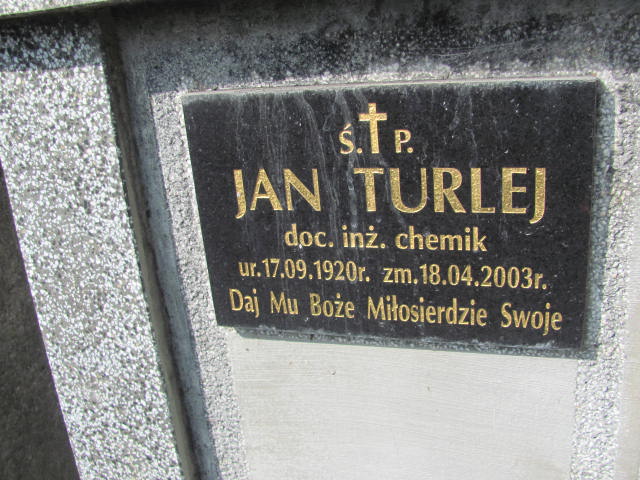 Ś.✝P.
JAN TURLEJ
doc. inż. chemik
ur.17.09.1920r. zm.18.04.2003r.
Daj Mu Boże Miłosierdzie Swoje